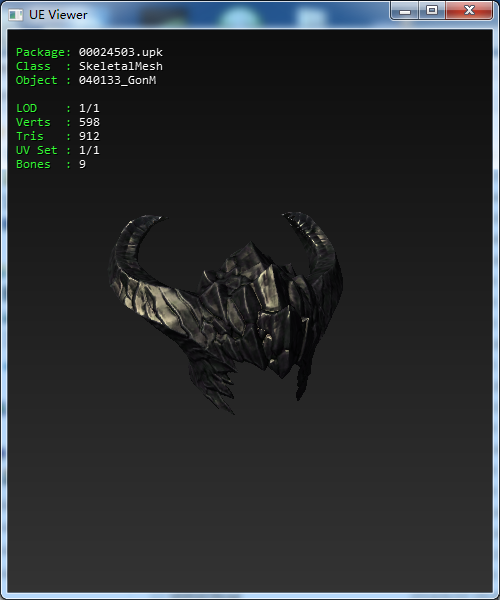 UE Viewer
Package: 00024503.upk
Class : SkeletalMesh
Object : 040133_GonM
LOD : 1/1
Verts : 598
Tris : 912
UV Set : 1/1
Bones : 9